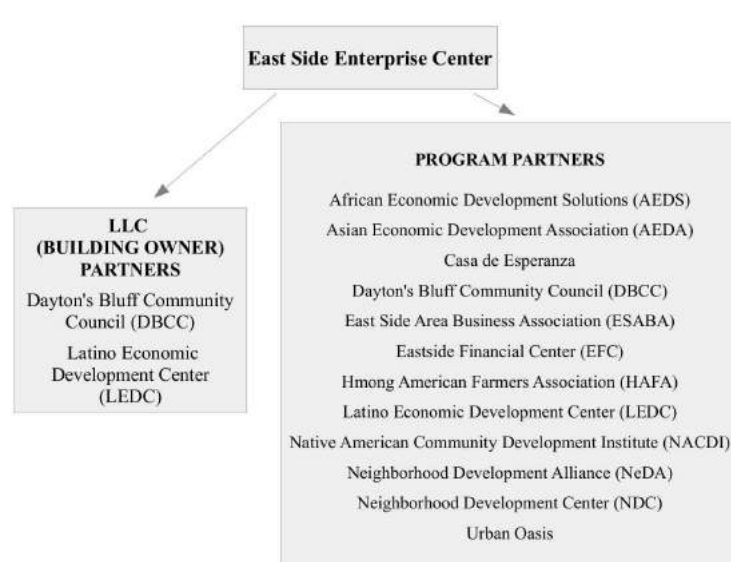 East Side Enterprise Center
LLC
(BUILDING OWNER)
PARTNERS
Dayton's Bluff Community
Council (DBCC)
Latino Economic
Development Center
(LEDC)
PROGRAM PARTNERS
African Economic Development Solutions (AEDS)
Asian Economic Development Association (AEDA)
Casa de Esperanza
Dayton's Bluff Community Council (DBCC)
East Side Area Business Association (ESABA)
Eastside Financial Center (EFC)
Hmong American Farmers Association (HAFA)
Latino Economic Development Center (LEDC)
Native American Community Development Institute (NACDI)
Neighborhood Development Alliance (NeDA)
Neighborhood Development Center (NDC)
Urban Oasis